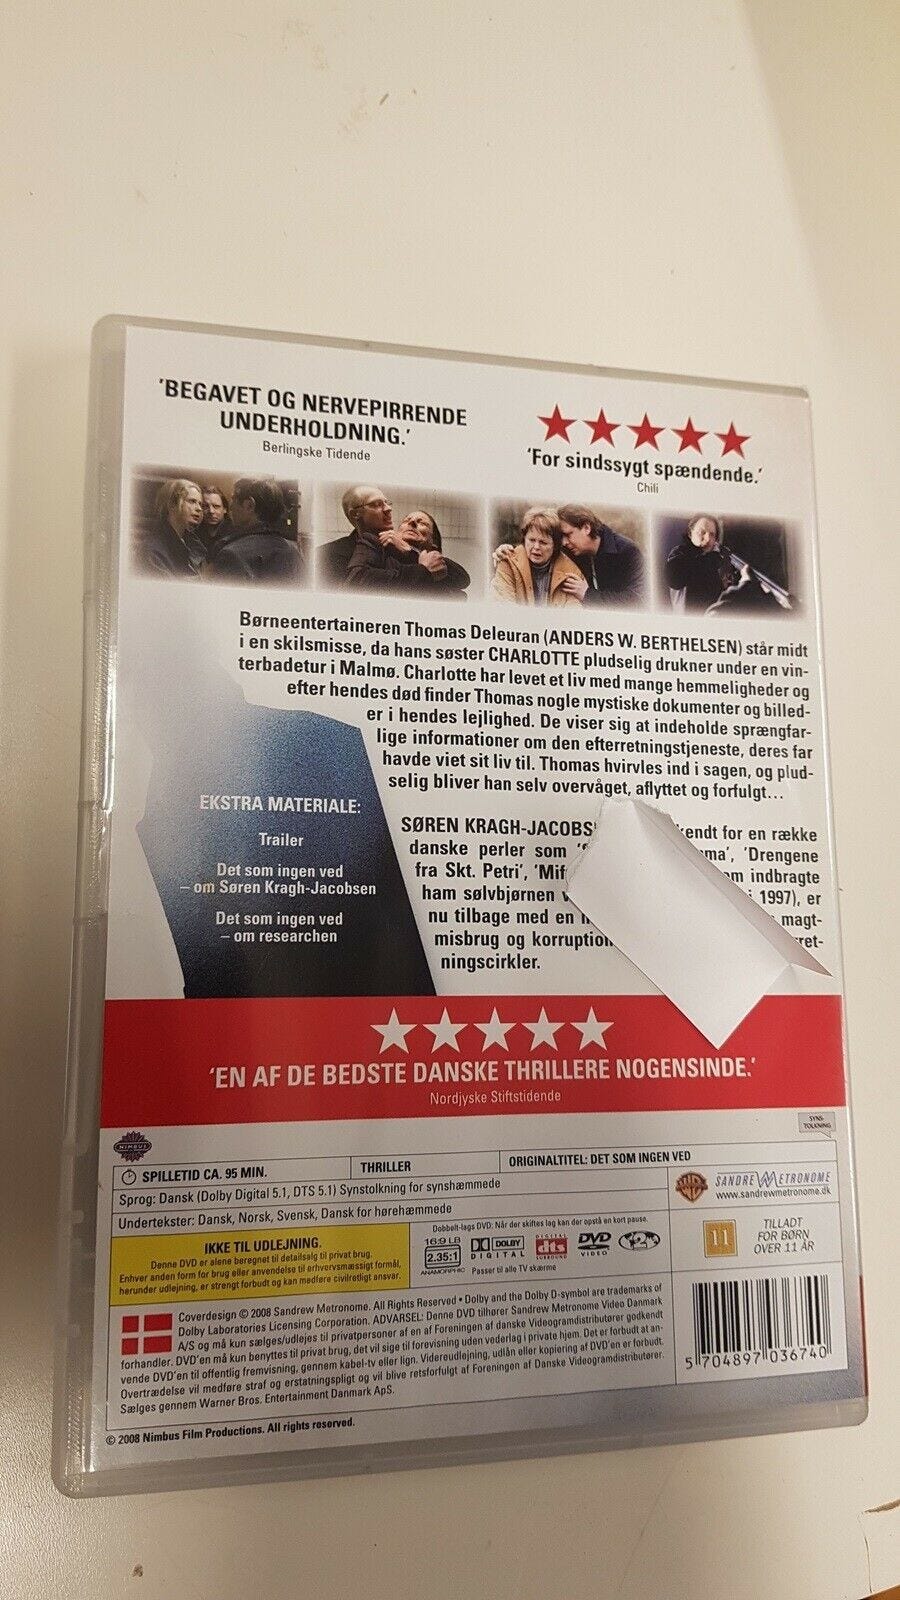 'BEGAVET OG NERVEPIRRENDE
UNDERHOLDNING.'
Berlingske Tidende
'For sindssygt spændende.'
Chili
Børneentertaineren Thomas Deleuran (ANDERS W. BERTHELSEN) står midt
i en skilsmisse, da hans søster CHARLOTTE pludselig drukner under en vin-
terbadetur i Malmø. Charlotte har levet et liv med mange hemmeligheder og
efter hendes død finder Thomas nogle mystiske dokumenter og billed-
er i hendes lejlighed. De viser sig at indeholde sprængfar-
lige informationer om den efterretningstjeneste, deres far
havde viet sit liv til. Thomas hvirvles ind i sagen, og plud-
selig bliver han selv overvåget, aflyttet og forfulgt...
EKSTRA MATERIALE:
Trailer
Det som ingen ved
– om Søren Kragh-Jacobsen
Det som ingen ved
– om researchen
SØREN KRAGH-JACOBS kendt for en række
danske perler som ma', 'Drengene
fra Skt. Petri', 'Mif m indbragte
ham sølvbjørnen 1997), er
nu tilbage med en magt-
misbrug og korruption ret-
ningscirkler.
'EN AF DE BEDSTE DANSKE THRILLERE NOGENSINDE.'
Nordjyske Stiftstidende
SYNS-
TOLKNING
NIMBUS
SPILLETID CA. 95 MIN.
THRILLER
ORIGINALTITEL: DET SOM INGEN VED
Sprog: Dansk (Dolby Digital 5.1, DTS 5.1) Synstolkning for synshæmmede
Undertekster: Dansk, Norsk, Svensk, Dansk for hørehæmmede
SANDREW METRONOME
www.sandrewmetronome.dk
IKKE TIL UDLEJNING.
Denne DVD er alene beregnet til detailsalg til privat brug.
Enhver anden form for brug eller anvendelse til erhvervsmæssigt formål,
herunder udlejning, er strengt forbudt og kan medføre civilretligt ansvar.
Dobbelt-lags DVD: Når der skiftes lag kan der opstå en kort pause.
16:9 LB
2.35:1
ANAMORPHIC
DOLBY
DIGITAL
DIGITAL
dts
SURROUND
DVD
VIDEO
Passer til alle TV skærme
11
TILLADT
FOR BØRN
OVER 11 ÅR
Coverdesign © 2008 Sandrew Metronome. All Rights Reserved • Dolby and the Dolby D-symbol are trademarks of
Dolby Laboratories Licensing Corporation. ADVARSEL: Denne DVD tilhører Sandrew Metronome Video Danmark
A/S og må kun sælges/udlejes til privatpersoner af en af Foreningen af danske Videogramdistributører godkendt
forhandler. DVD'en må kun benyttes til privat brug, det vil sige til forevisning uden vederlag i privat hjem. Det er forbudt at an-
vende DVD'en til offentlig fremvisning, gennem kabel-tv eller lign. Videreudlejning, udlån eller kopiering af DVD'en er forbudt.
Overtrædelse vil medføre straf og erstatningspligt og vil blive retsforfulgt af Foreningen af Danske Videogramdistributører.
Sælges gennem Warner Bros. Entertainment Danmark ApS.
5 704897 036740
© 2008 Nimbus Film Productions. All rights reserved.